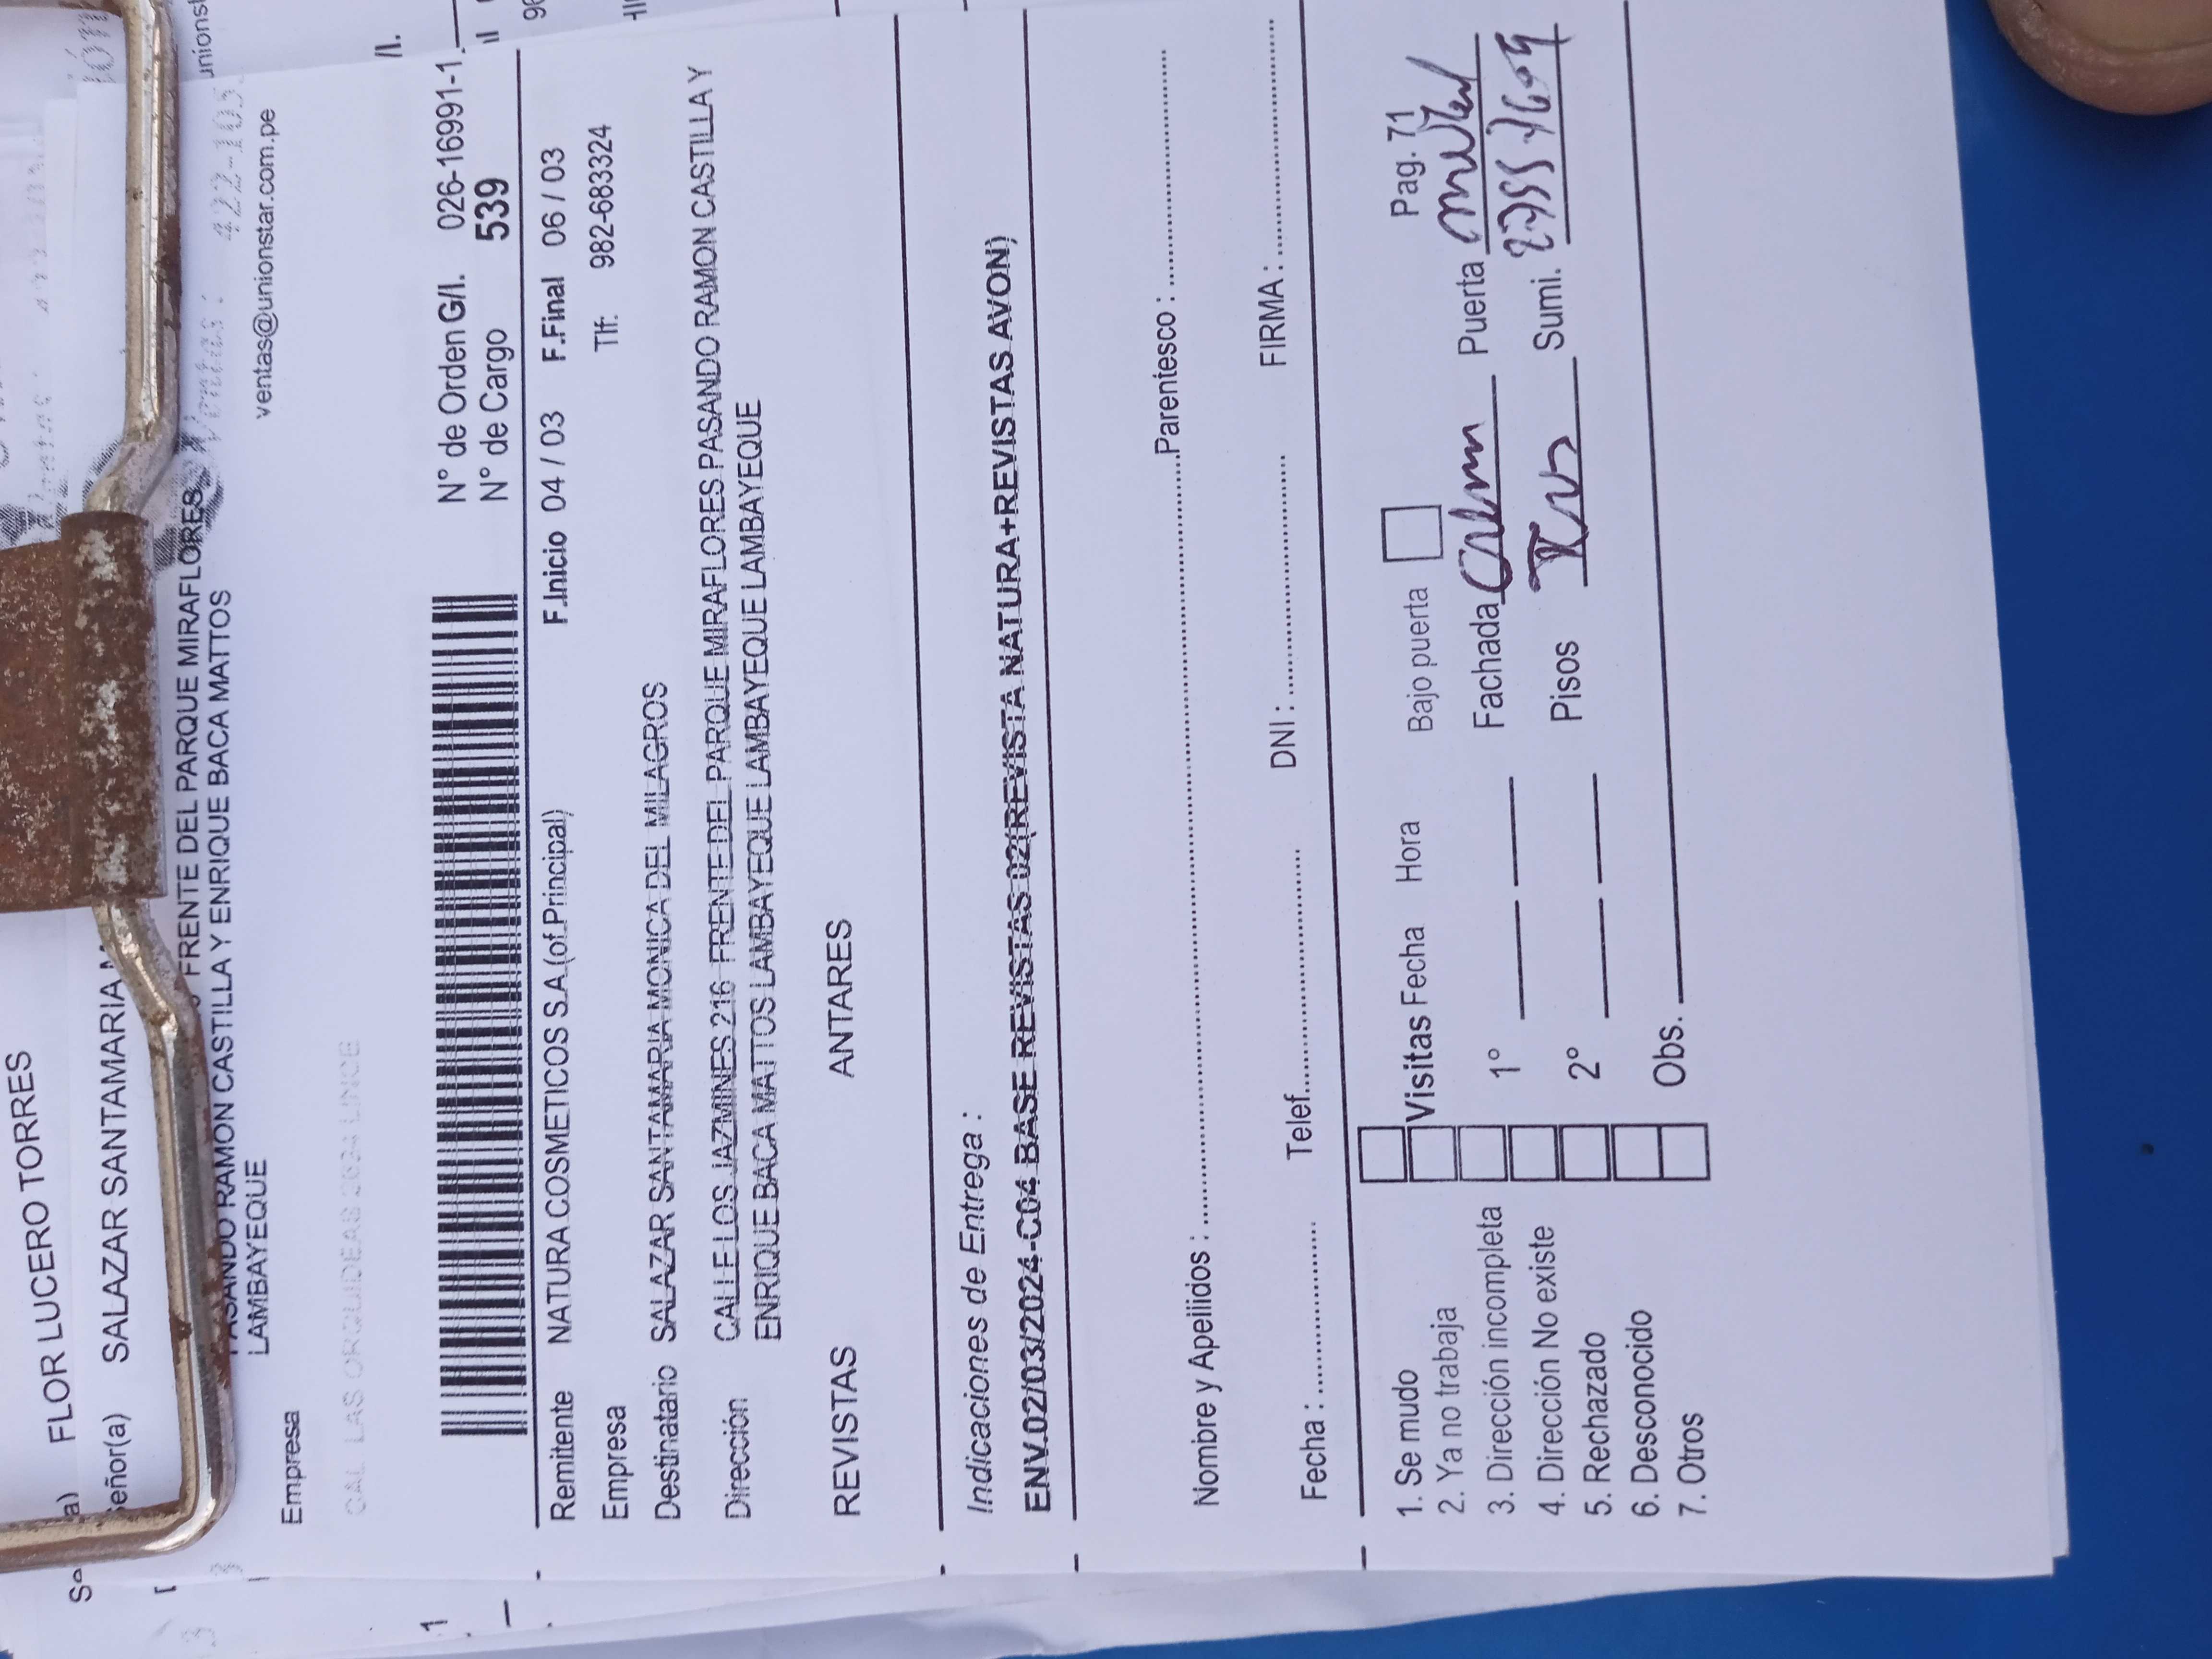 FLOR LUCERO TORRES
SALAZAR SANTAMARIA
FRENTE DEL PARQUE MIRAFLORES
PASANDO RAMON CASTILLA Y ENRIQUE BACA MATTOS
LAMBAYEQUE
ventas@unionstar.com.pe
Empresa
CAL LAS ORQUIDEAS 2634 LINCE
N° de Orden G/I. 026-16991-1
N° de Cargo 539
Remitente NATURA COSMETICOS S.A.(of.Principal) F.Inicio 04 / 03 F.Final 06 / 03
Empresa Tlf: 982-683324
Destinatario SALAZAR SANTAMARIA MONICA DEL MILAGROS
Dirección CALLE LOS JAZMINES 216 FRENTE DEL PARQUE MIRAFLORES PASANDO RAMON CASTILLA Y
ENRIQUE BACA MATTOS LAMBAYEQUE LAMBAYEQUE LAMBAYEQUE
REVISTAS ANTARES
Indicaciones de Entrega :
ENV.02/03/2024-C04 BASE REVISTAS 02(REVISTA NATURA+REVISTAS AVON)
Nombre y Apellidos : Parentesco :
Fecha : Telef. DNI : FIRMA :
1. Se mudo
2. Ya no trabaja
3. Dirección incompleta
4. Dirección No existe
5. Rechazado
6. Desconocido
7. Otros
Visitas Fecha Hora Bajo puerta Pag. 71
1° Fachada Puerta
2° Pisos Sumi.
Obs.